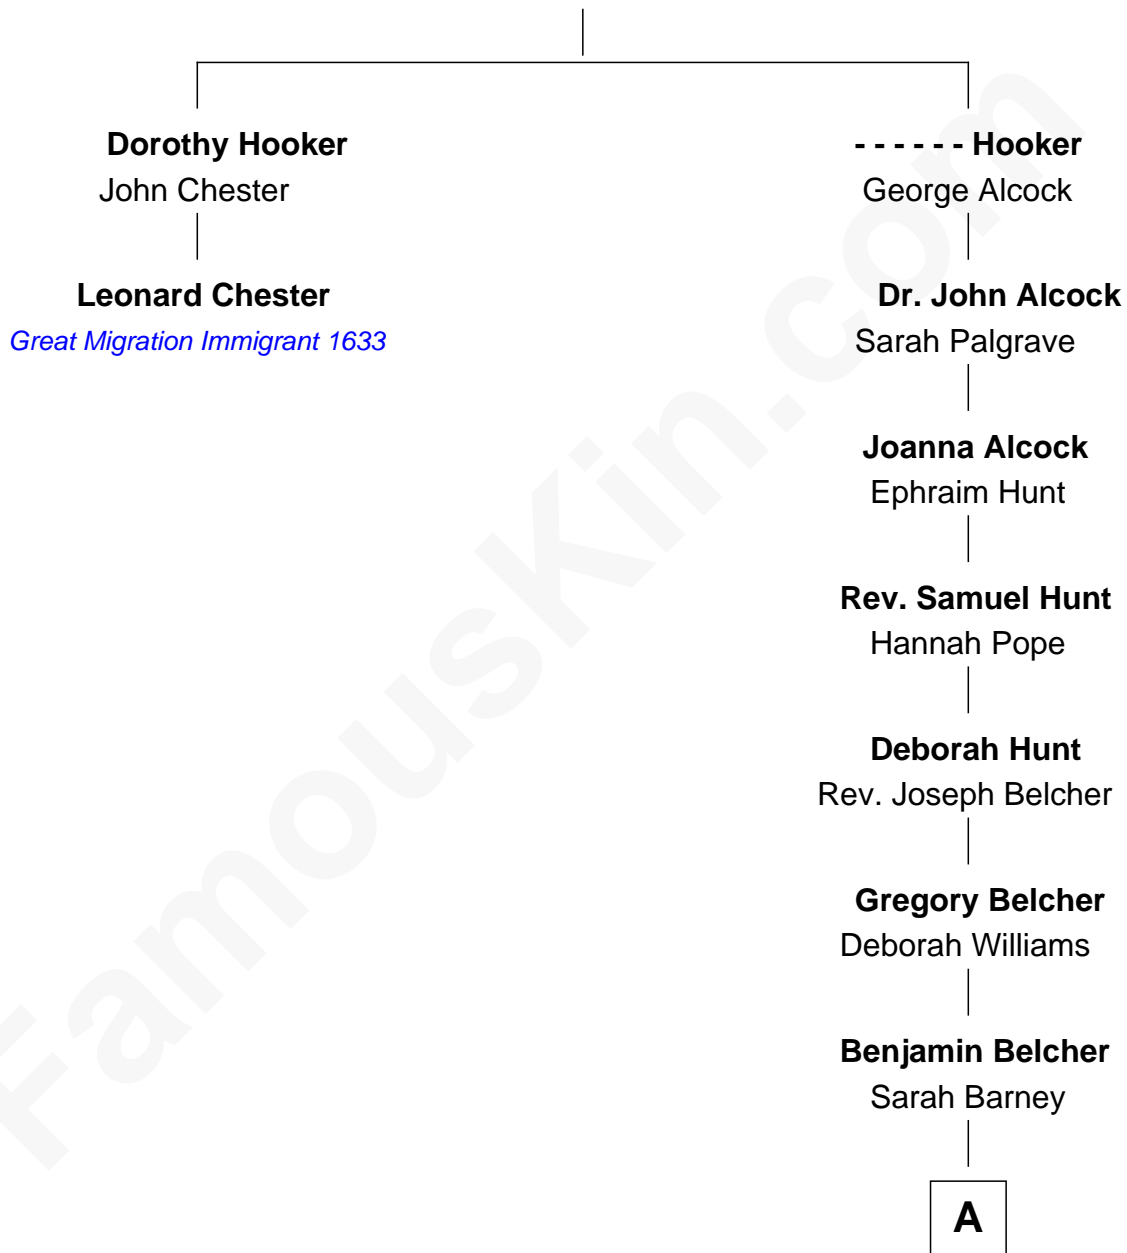 Dorothy Hooker
John Chester
Leonard Chester
Great Migration Immigrant 1633
- - - - - - Hooker
George Alcock
Dr. John Alcock
Sarah Palgrave
Joanna Alcock
Ephraim Hunt
Rev. Samuel Hunt
Hannah Pope
Deborah Hunt
Rev. Joseph Belcher
Gregory Belcher
Deborah Williams
Benjamin Belcher
Sarah Barney
A
FamousKin.com